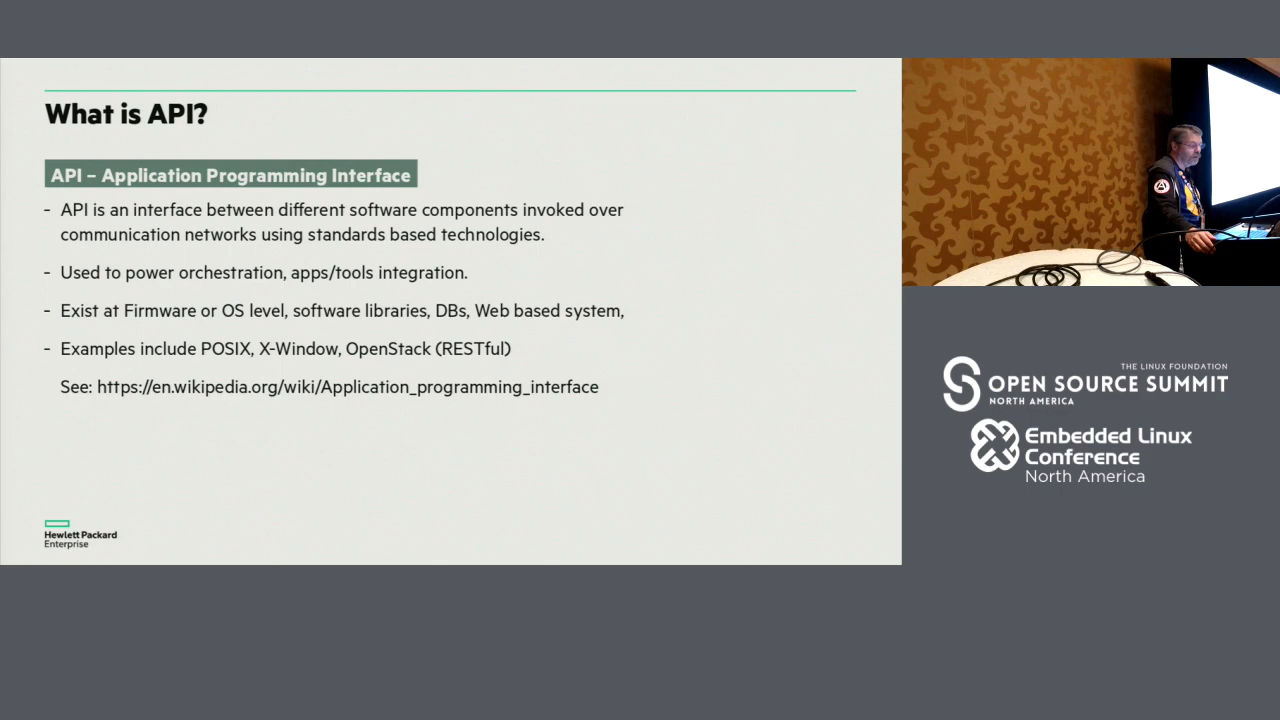 What is API?
API – Application Programming Interface
- API is an interface between different software components invoked over
communication networks using standards based technologies.
- Used to power orchestration, apps/tools integration.
- Exist at Firmware or OS level, software libraries, DBs, Web based system,
- Examples include POSIX, X-Window, OpenStack (RESTful)
See: https://en.wikipedia.org/wiki/Application_programming_interface
Hewlett Packard
Enterprise
THE LINUX FOUNDATION
OPEN SOURCE SUMMIT
NORTH AMERICA
Embedded Linux
Conference
North America